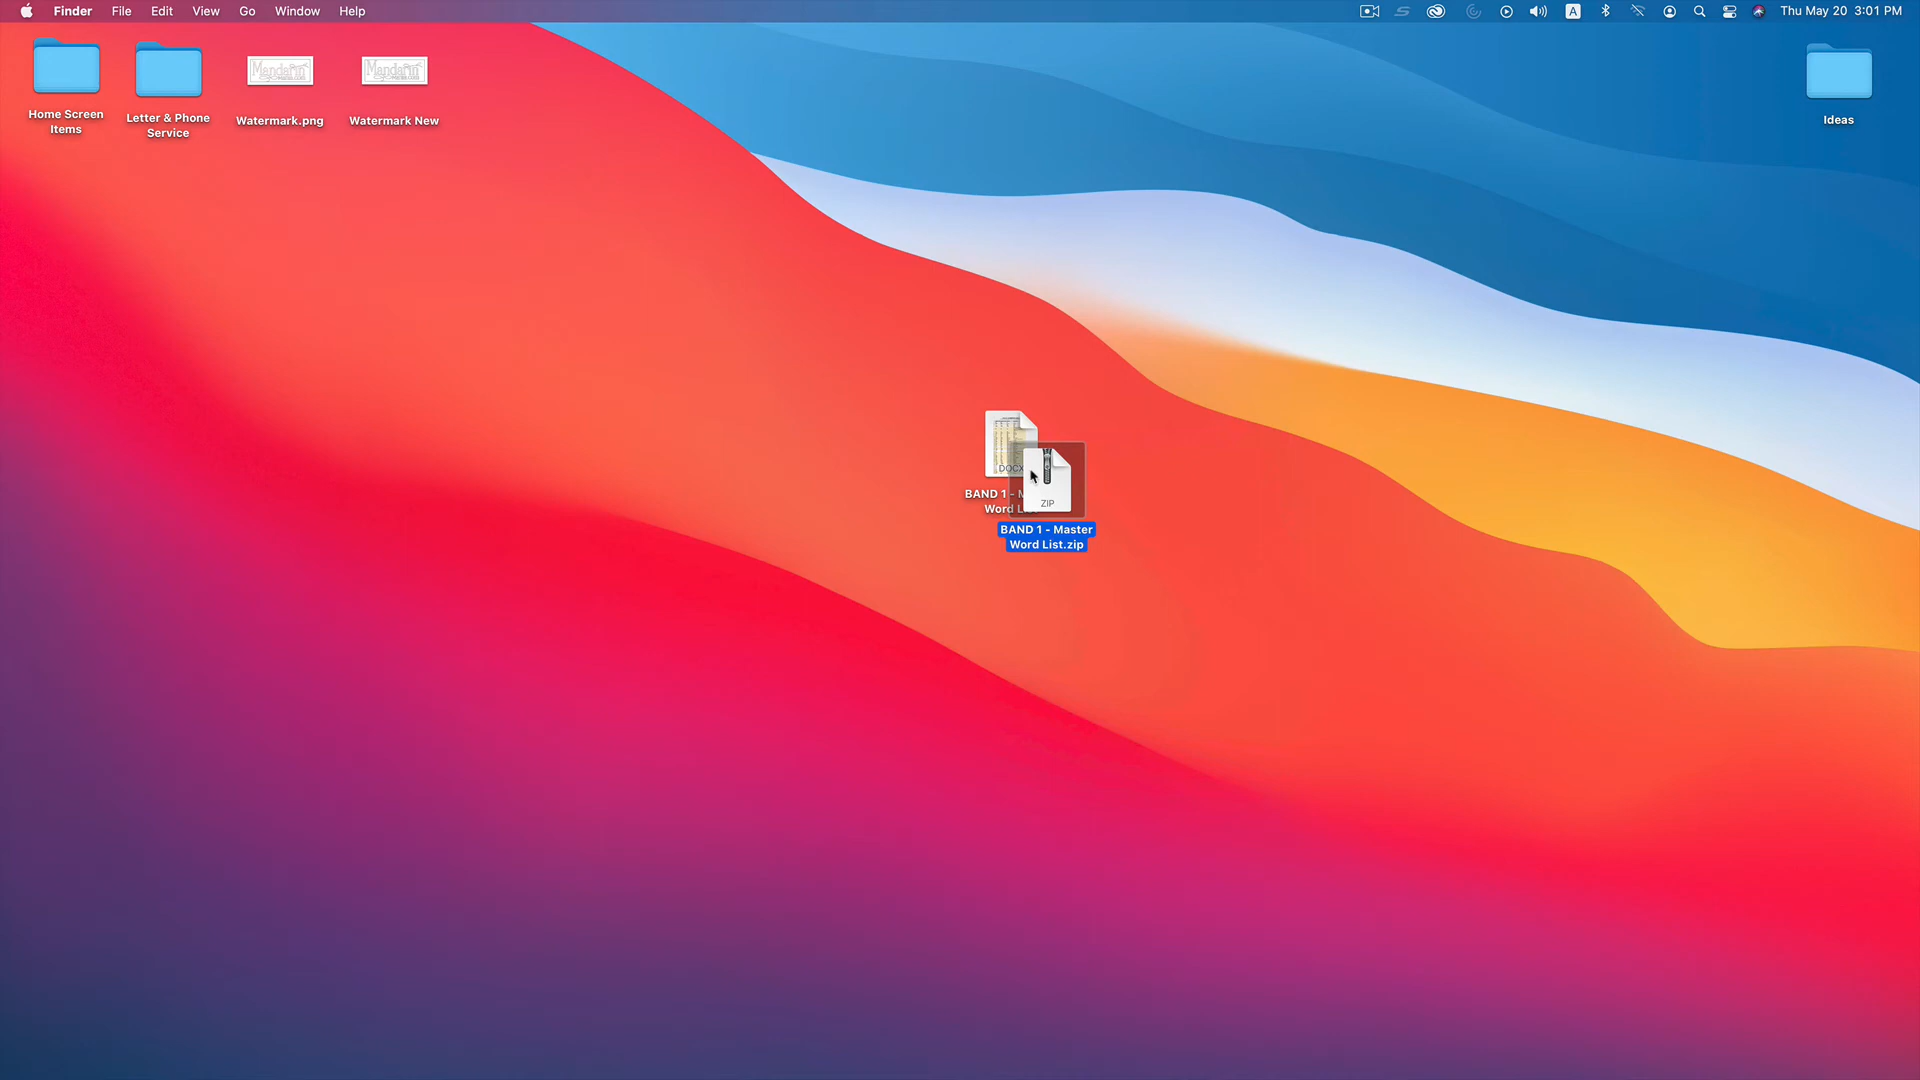 Finder File Edit View Go Window Help
A Thu May 20 3:01 PM
Home Screen
Items
Letter & Phone
Service
Mandarin
Watermark.png
Mandarin
Watermark New
Ideas
DOCX
BAND 1 -
Word
ZIP
BAND 1 - Master
Word List.zip